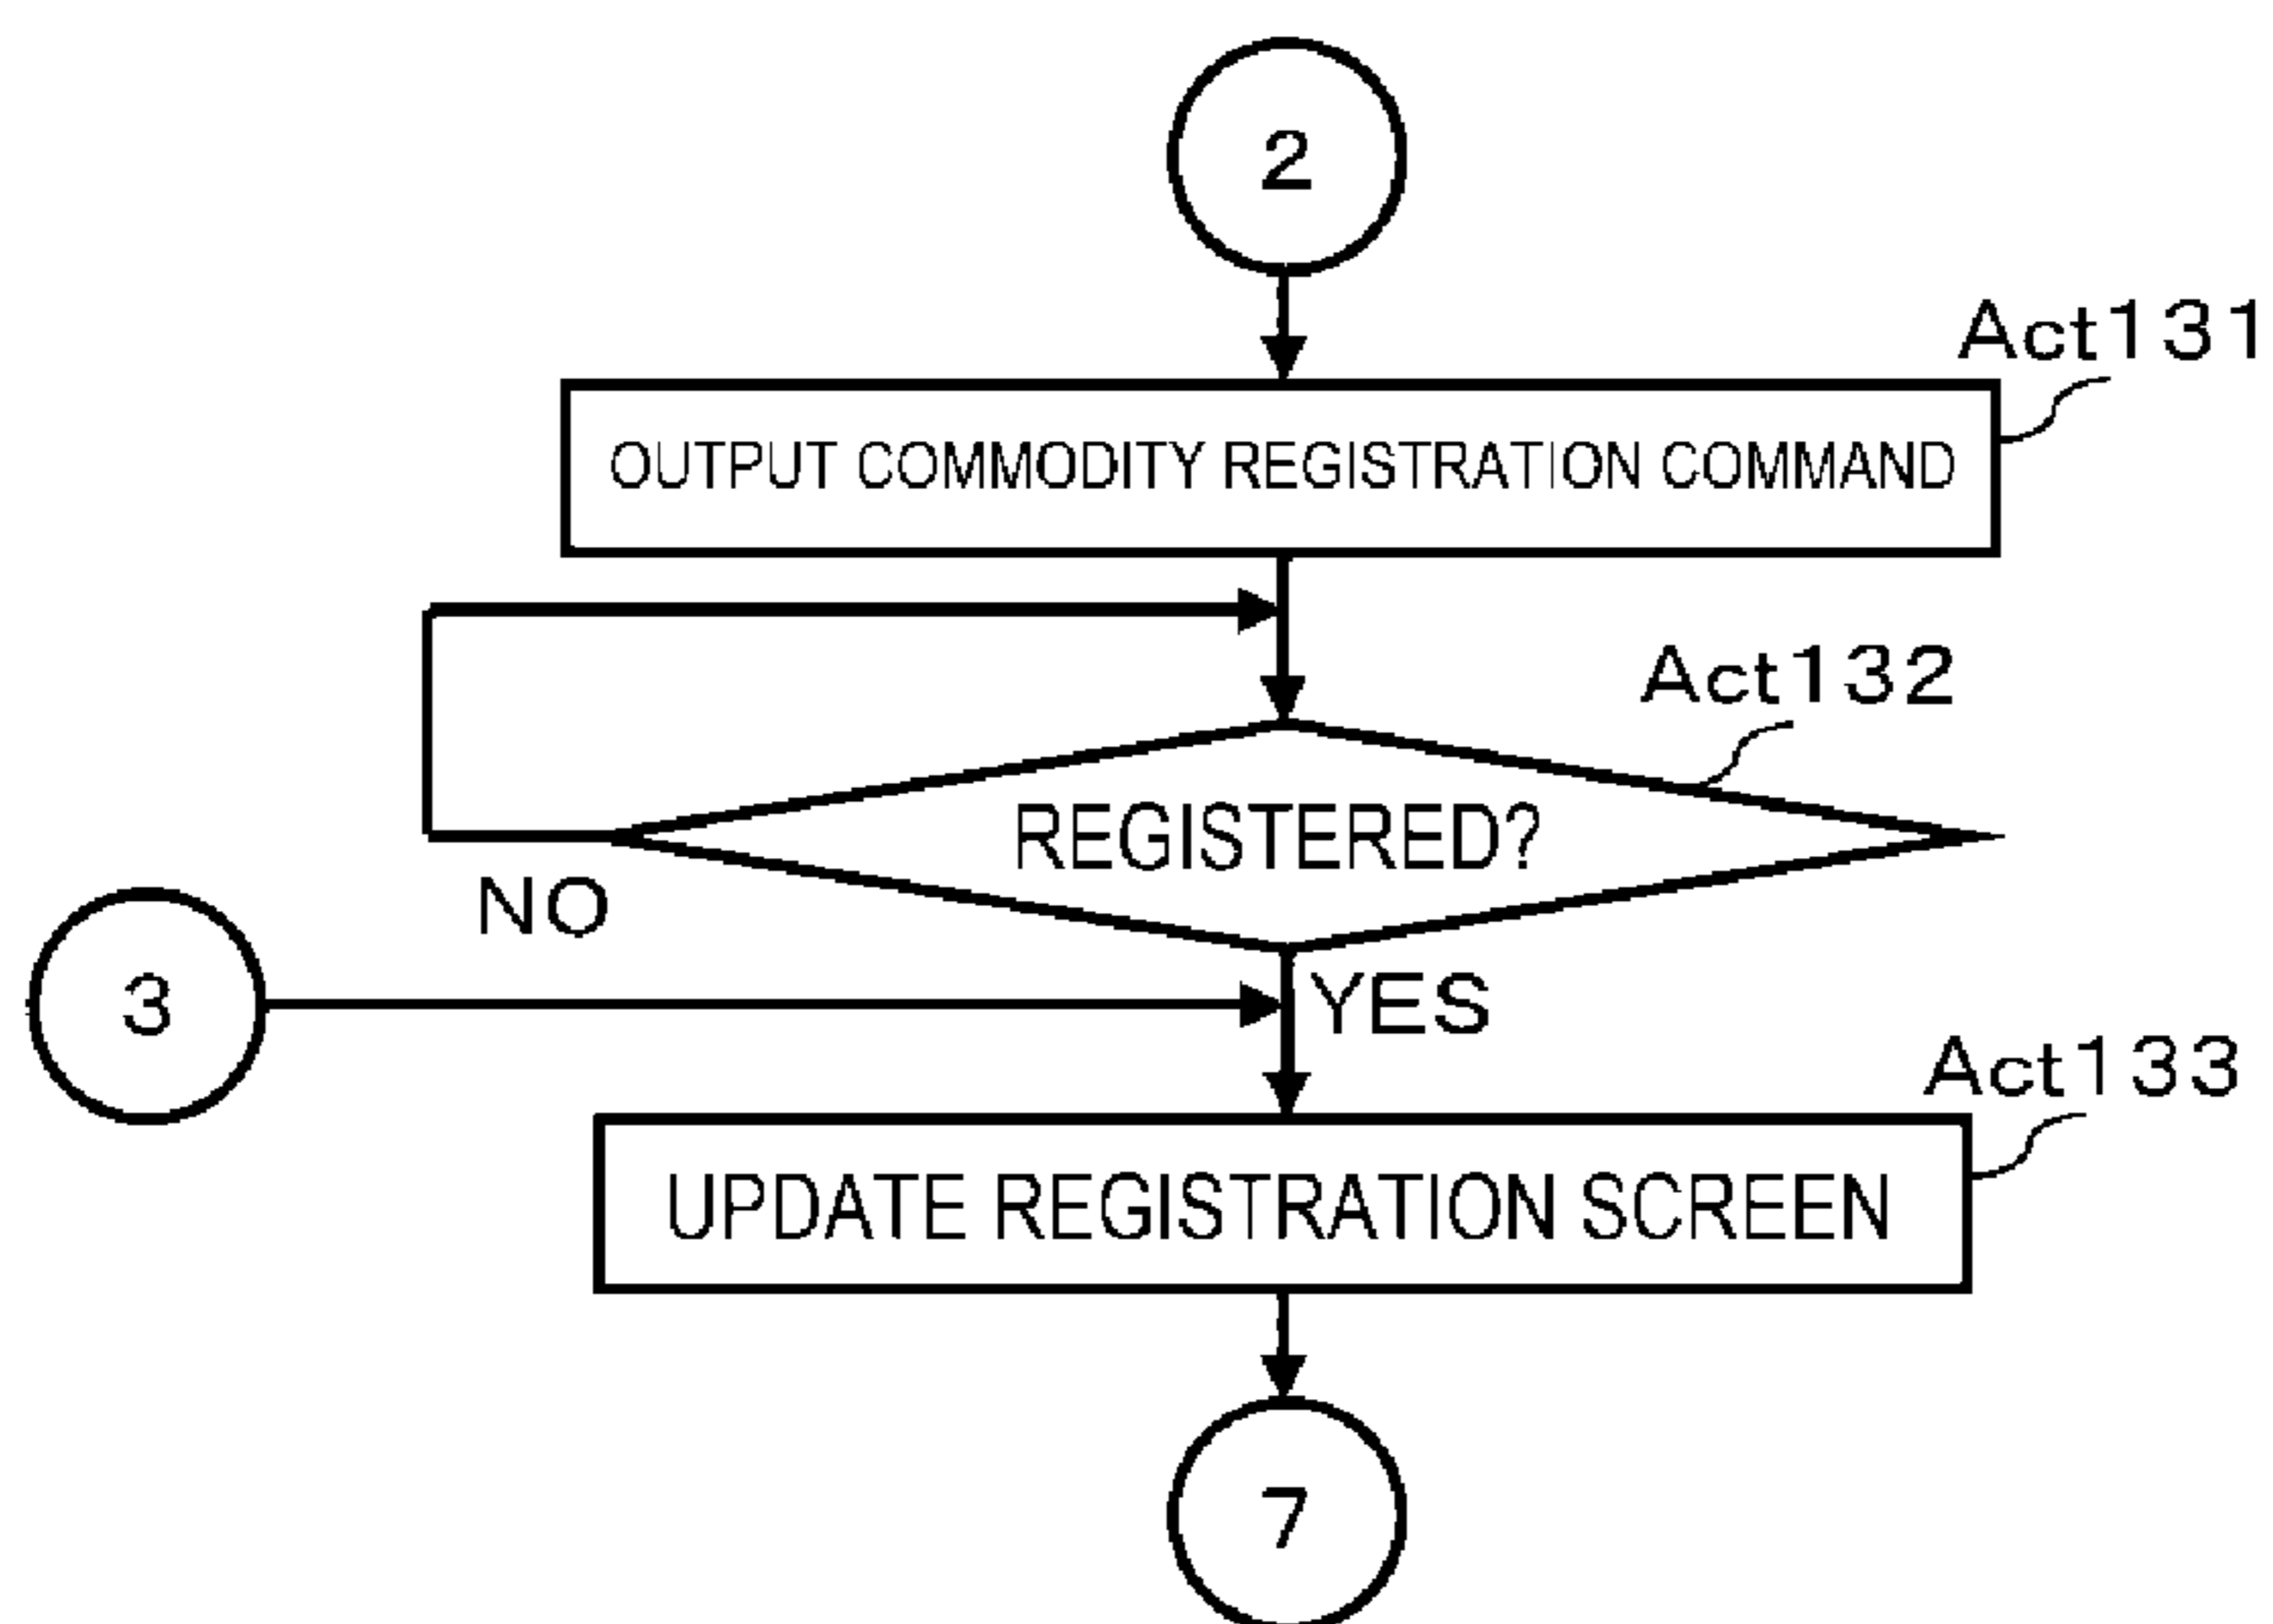 2
Act131
OUTPUT COMMODITY REGISTRATION COMMAND
Act132
REGISTERED?
NO
3
YES
Act133
UPDATE REGISTRATION SCREEN
7